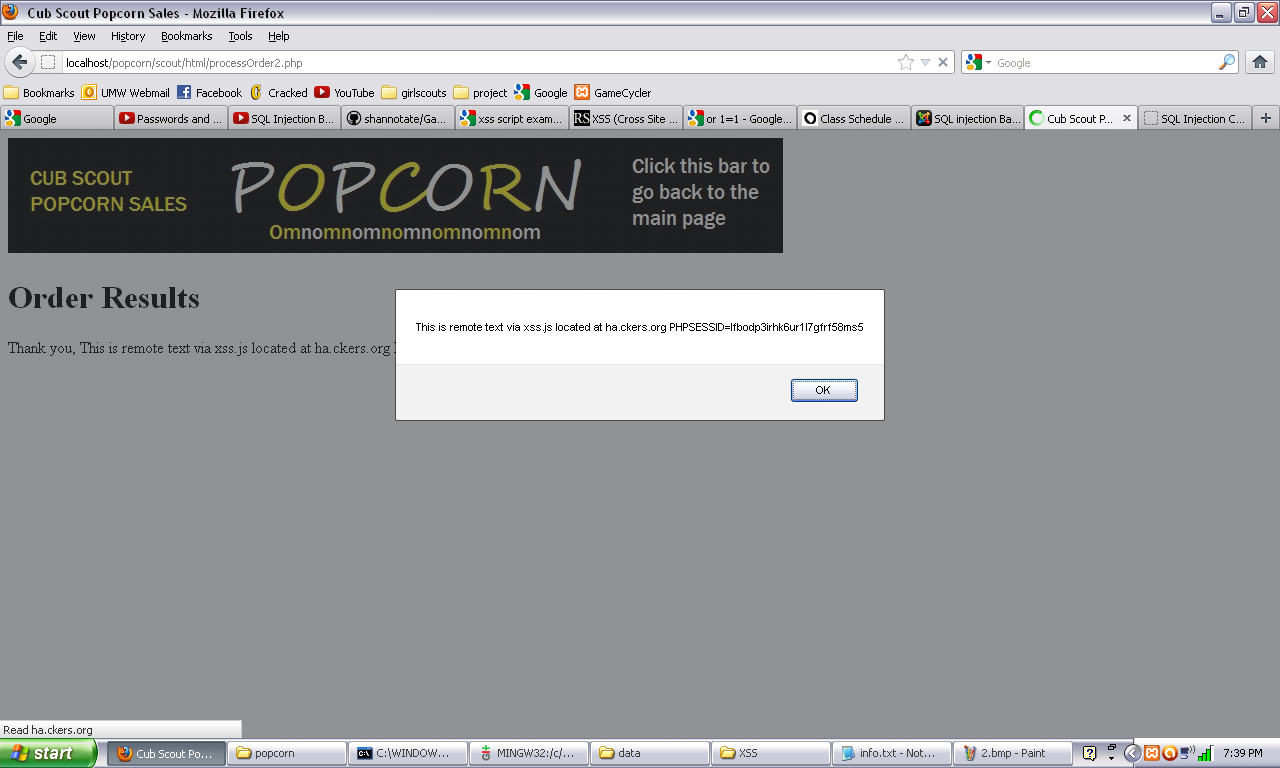 Cub Scout Popcorn Sales - Mozilla Firefox
File Edit View History Bookmarks Tools Help
localhost/popcorn/scout/html/processOrder2.php
Google
Bookmarks UMW Webmail Facebook Cracked YouTube girlscouts project Google GameCycler
Google Passwords and ... SQL Injection B... shannotate/Ga... xss script exam... XSS (Cross Site ... or 1=1 - Google... Class Schedule ... SQL injection Ba... Cub Scout P... SQL Injection C...
CUB SCOUT
POPCORN SALES
POPCORN
Omnomnomnomnomnomnomnom
Click this bar to
go back to the
main page
Order Results
Thank you, This is remote text via xss.js located at ha.ckers.org
This is remote text via xss.js located at ha.ckers.org PHPSESSID=lfbodp3irhk6ur1l7gfrf58ms5
OK
Read ha.ckers.org
start Cub Scout Po... popcorn C:\WINDOW... MINGW32:/c/... data XSS info.txt - Not... 2.bmp - Paint 7:39 PM